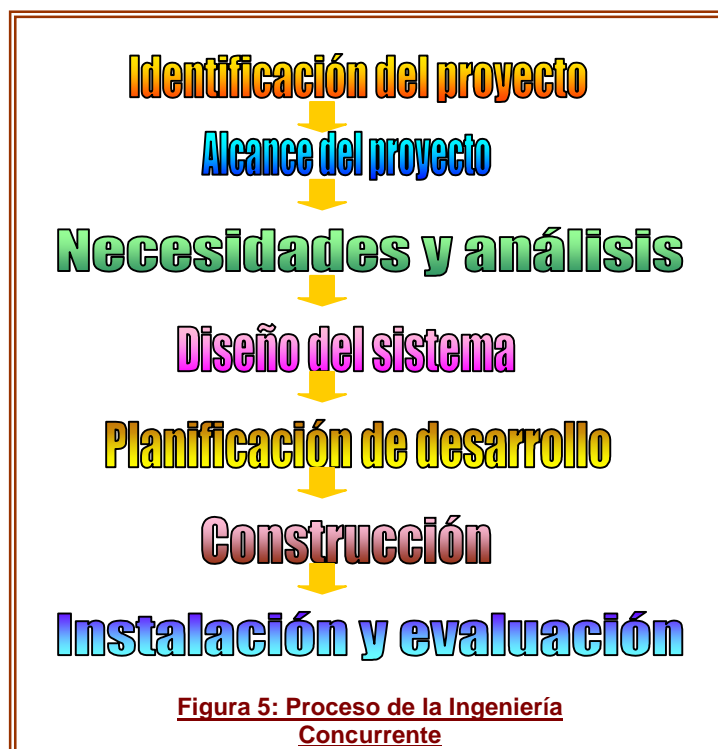 Identificación del proyecto
Alcance del proyecto
Necesidades y análisis
Diseño del sistema
Planificación de desarrollo
Construcción
Instalación y evaluación
Figura 5: Proceso de la Ingeniería
Concurrente